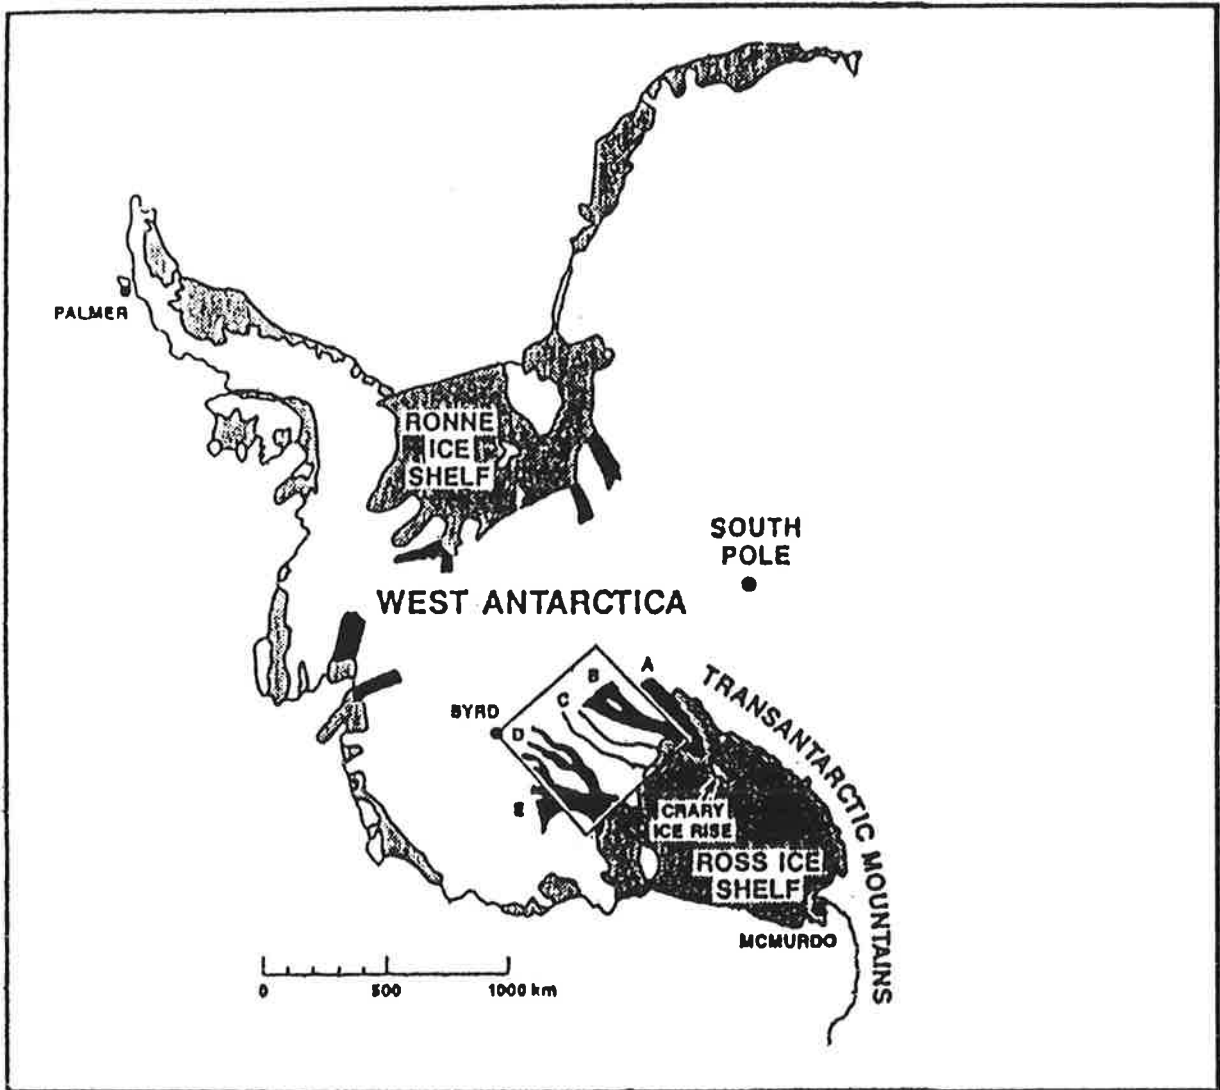 PALMER
RONNE
ICE
SHELF
SOUTH
POLE
WEST ANTARCTICA
A
B
C
BYRD
D
E
TRANSANTARCTIC MOUNTAINS
CRARY
ICE RISE
ROSS ICE
SHELF
MCMURDO
0 500 1000 km